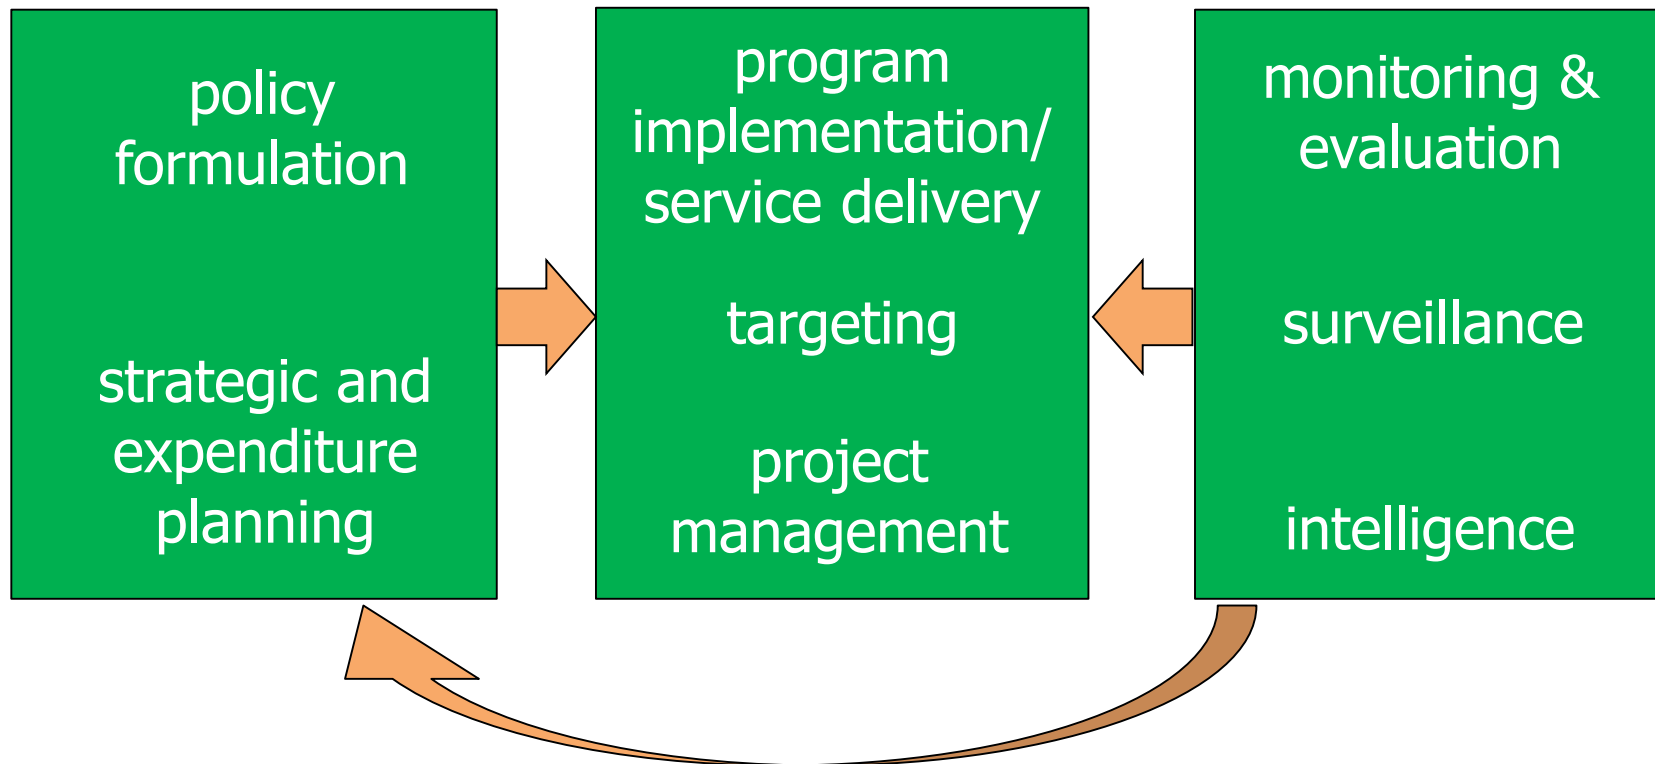 policy
formulation
strategic and
expenditure
planning
program
implementation/
service delivery
targeting
project
management
monitoring &
evaluation
surveillance
intelligence